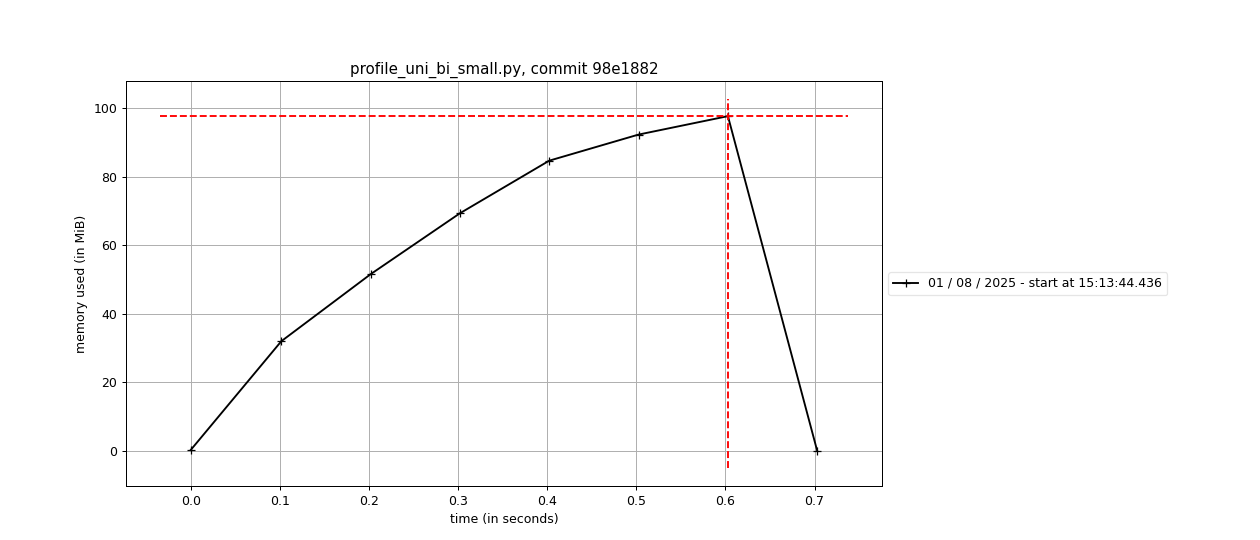 profile_uni_bi_small.py, commit 98e1882
100
80
60
40
20
0
memory used (in MiB)
0.0 0.1 0.2 0.3 0.4 0.5 0.6 0.7
time (in seconds)
01 / 08 / 2025 - start at 15:13:44.436